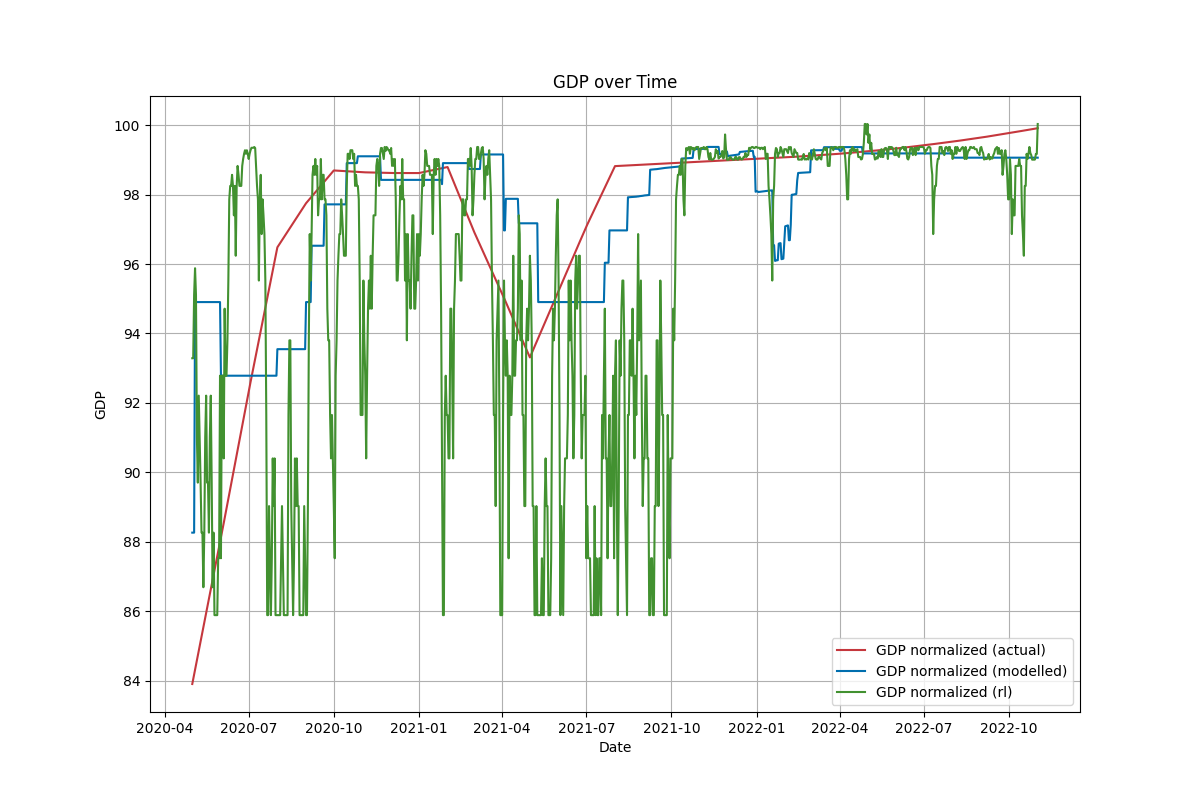 GDP over Time
GDP
100
98
96
94
92
90
88
86
84
2020-04 2020-07 2020-10 2021-01 2021-04 2021-07 2021-10 2022-01 2022-04 2022-07 2022-10
Date
GDP normalized (actual)
GDP normalized (modelled)
GDP normalized (rl)